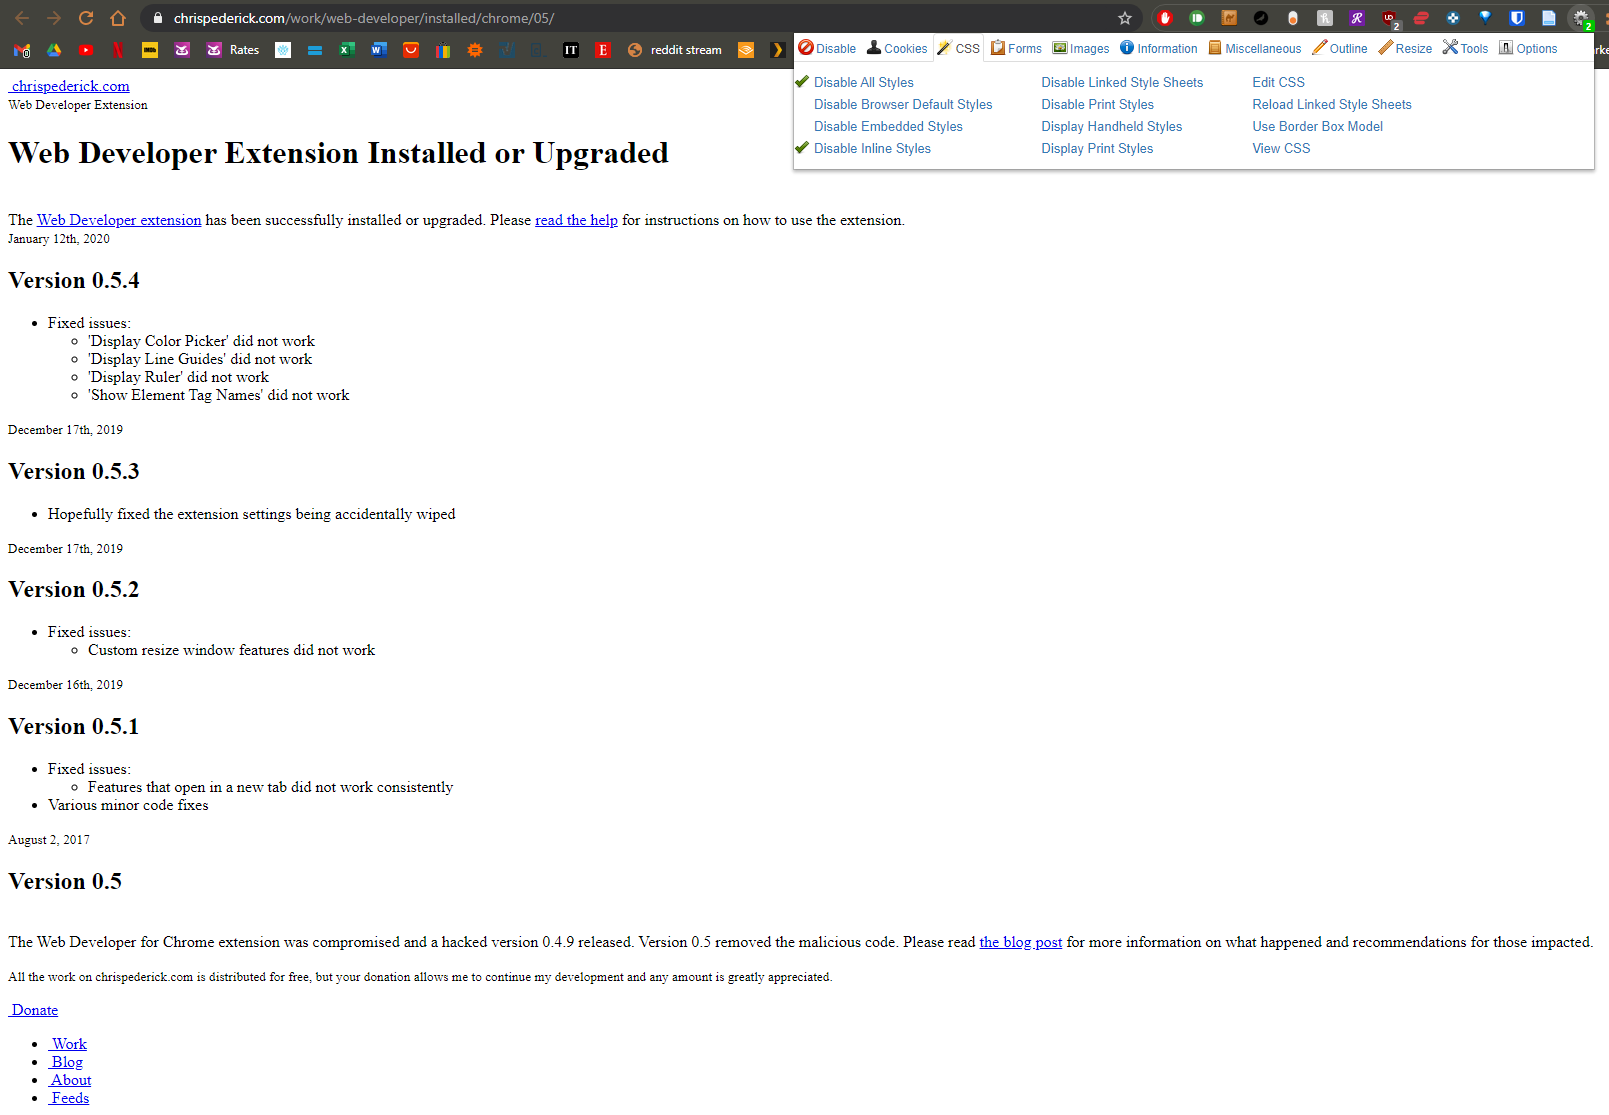 chrispederick.com/work/web-developer/installed/chrome/05/
Rates
reddit stream
Disable Cookies CSS Forms Images Information Miscellaneous Outline Resize Tools Options
Disable All Styles Disable Linked Style Sheets Edit CSS
Disable Browser Default Styles Disable Print Styles Reload Linked Style Sheets
Disable Embedded Styles Display Handheld Styles Use Border Box Model
Disable Inline Styles Display Print Styles View CSS
chrispederick.com
Web Developer Extension
Web Developer Extension Installed or Upgraded
The Web Developer extension has been successfully installed or upgraded. Please read the help for instructions on how to use the extension.
January 12th, 2020
Version 0.5.4
Fixed issues:
'Display Color Picker' did not work
'Display Line Guides' did not work
'Display Ruler' did not work
'Show Element Tag Names' did not work
December 17th, 2019
Version 0.5.3
Hopefully fixed the extension settings being accidentally wiped
December 17th, 2019
Version 0.5.2
Fixed issues:
Custom resize window features did not work
December 16th, 2019
Version 0.5.1
Fixed issues:
Features that open in a new tab did not work consistently
Various minor code fixes
August 2, 2017
Version 0.5
The Web Developer for Chrome extension was compromised and a hacked version 0.4.9 released. Version 0.5 removed the malicious code. Please read the blog post for more information on what happened and recommendations for those impacted.
All the work on chrispederick.com is distributed for free, but your donation allows me to continue my development and any amount is greatly appreciated.
Donate
Work
Blog
About
Feeds